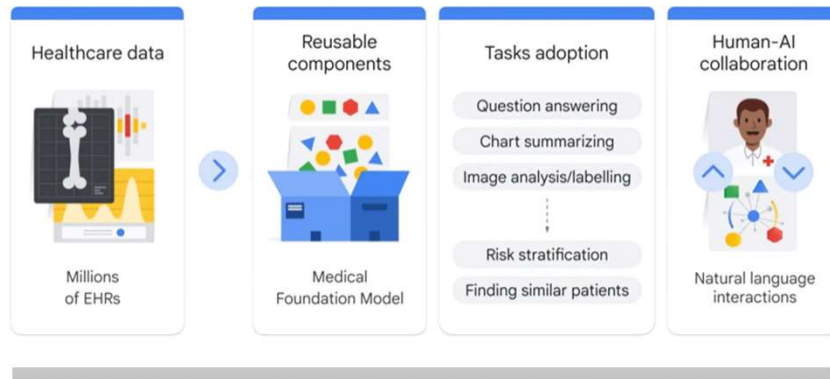 Healthcare data
Millions
of EHRs
Reusable
components
Medical
Foundation Model
Tasks adoption
Question answering
Chart summarizing
Image analysis/labelling
Risk stratification
Finding similar patients
Human-AI
collaboration
Natural language
interactions